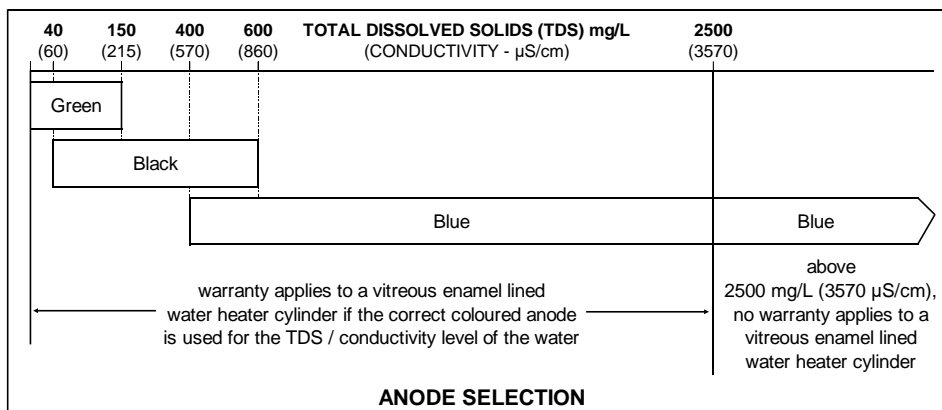 40 150 400 600 TOTAL DISSOLVED SOLIDS (TDS) mg/L 2500
(60) (215) (570) (860) (CONDUCTIVITY - µS/cm) (3570)
Green
Black
Blue Blue
warranty applies to a vitreous enamel lined
water heater cylinder if the correct coloured anode
is used for the TDS / conductivity level of the water
above
2500 mg/L (3570 µS/cm),
no warranty applies to a
vitreous enamel lined
water heater cylinder
ANODE SELECTION